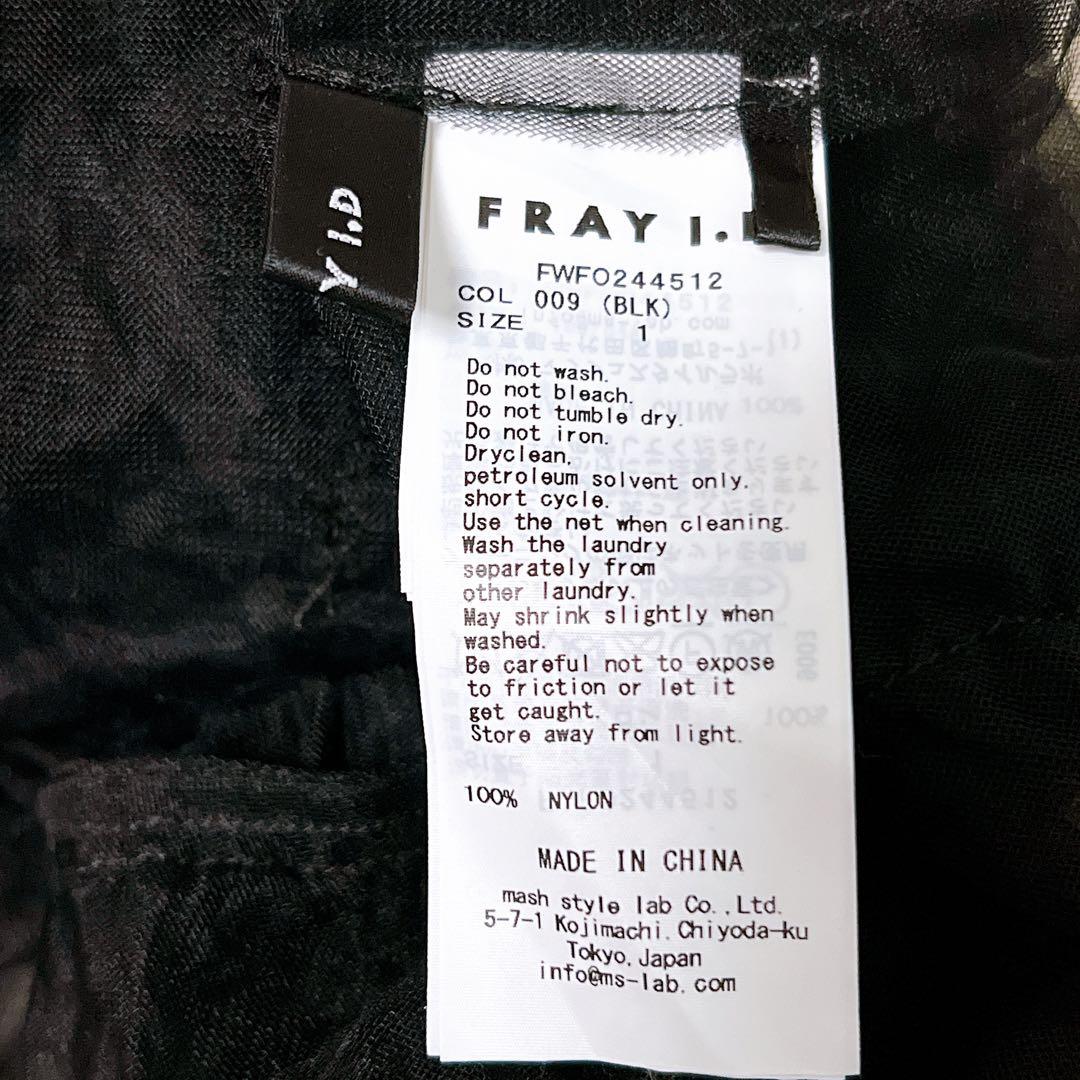 Y I.D
FRAY I.D
FWFO244512
COL 009 (BLK)
SIZE 1
Do not wash.
Do not bleach.
Do not tumble dry.
Do not iron.
Dryclean,
petroleum solvent only.
short cycle.
Use the net when cleaning.
Wash the laundry
separately from
other laundry.
May shrink slightly when
washed.
Be careful not to expose
to friction or let it
get caught.
Store away from light.
100% NYLON
MADE IN CHINA
mash style lab Co.,Ltd.
5-7-1 Kojimachi, Chiyoda-ku
Tokyo, Japan
info@ms-lab.com